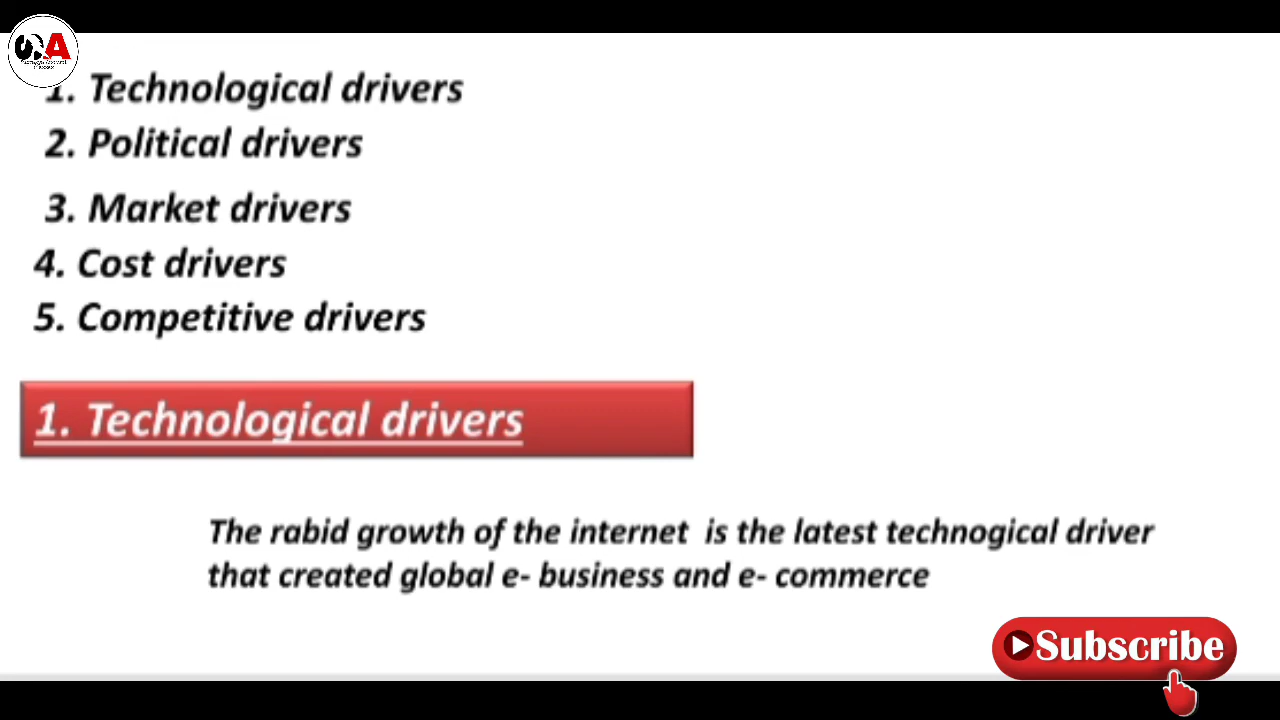 1. Technological drivers
2. Political drivers
3. Market drivers
4. Cost drivers
5. Competitive drivers
1. Technological drivers
The rabid growth of the internet is the latest technogical driver
that created global e- business and e- commerce
Subscribe